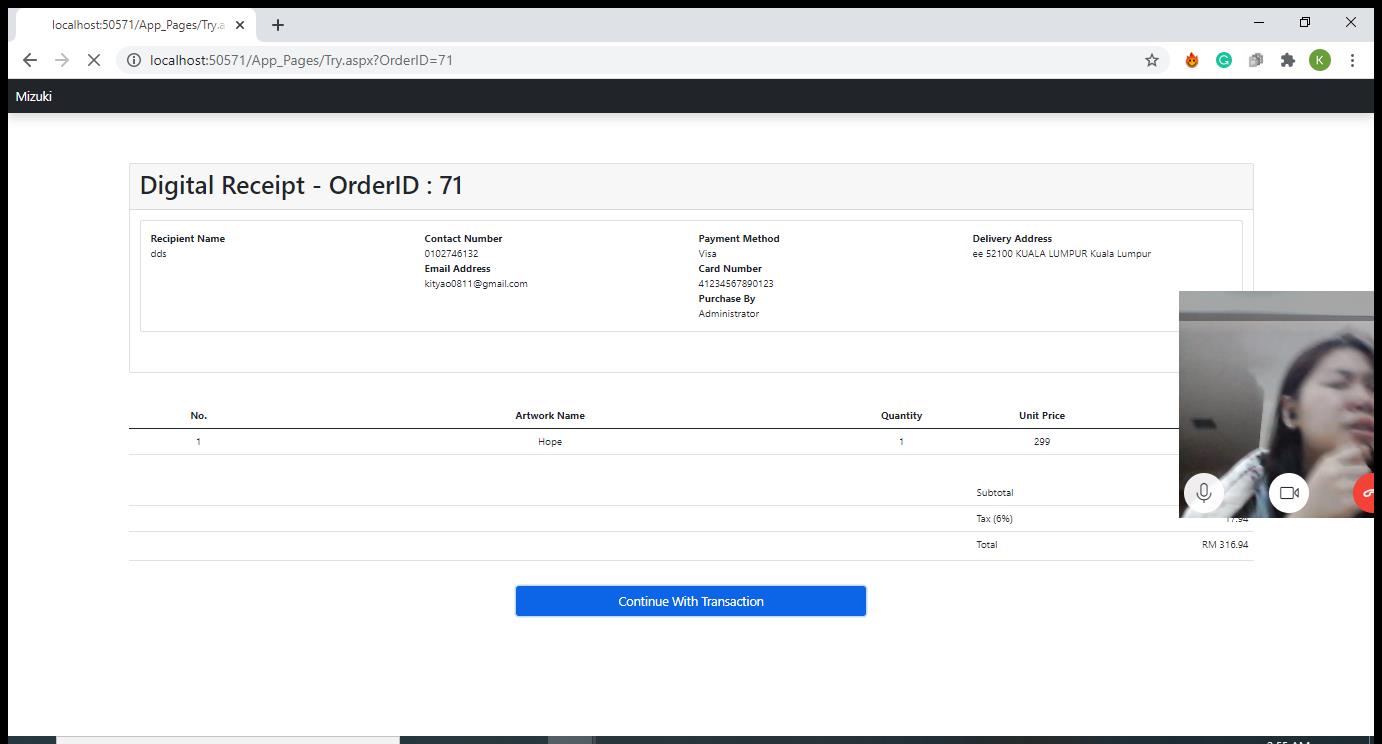 localhost:50571/App_Pages/Try.a
localhost:50571/App_Pages/Try.aspx?OrderID=71
K
Mizuki
Digital Receipt - OrderID : 71
Recipient Name
dds
Contact Number
0102746132
Email Address
kityao0811@gmail.com
Payment Method
Visa
Card Number
41234567890123
Purchase By
Administrator
Delivery Address
ee 52100 KUALA LUMPUR Kuala Lumpur
No. Artwork Name Quantity Unit Price
1 Hope 1 299
Subtotal
Tax (6%) 17.94
Total RM 316.94
Continue With Transaction